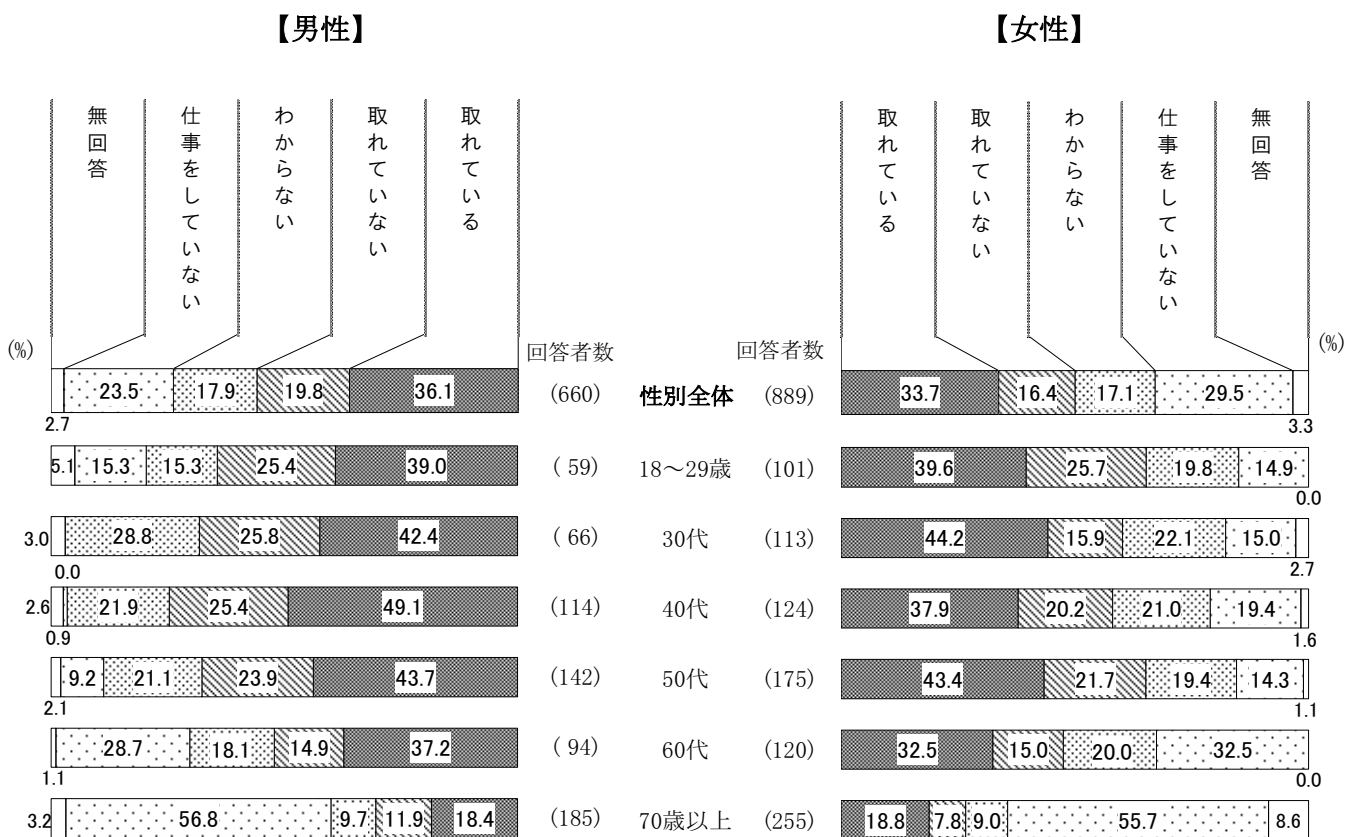 【男性】 【女性】
無回答 仕事をしていない わからない 取れていない 取れている 取れている 取れていない わからない 仕事をしていない 無回答
(%) 回答者数 回答者数 (%)
23.5 17.9 19.8 36.1 (660) 性別全体 (889) 33.7 16.4 17.1 29.5
2.7 3.3
5.1 15.3 15.3 25.4 39.0 ( 59) 18～29歳 (101) 39.6 25.7 19.8 14.9
0.0
3.0 28.8 25.8 42.4 ( 66) 30代 (113) 44.2 15.9 22.1 15.0
0.0 2.7
2.6 21.9 25.4 49.1 (114) 40代 (124) 37.9 20.2 21.0 19.4
0.9 1.6
9.2 21.1 23.9 43.7 (142) 50代 (175) 43.4 21.7 19.4 14.3
2.1 1.1
28.7 18.1 14.9 37.2 ( 94) 60代 (120) 32.5 15.0 20.0 32.5
1.1 0.0
3.2 56.8 9.7 11.9 18.4 (185) 70歳以上 (255) 18.8 7.8 9.0 55.7 8.6